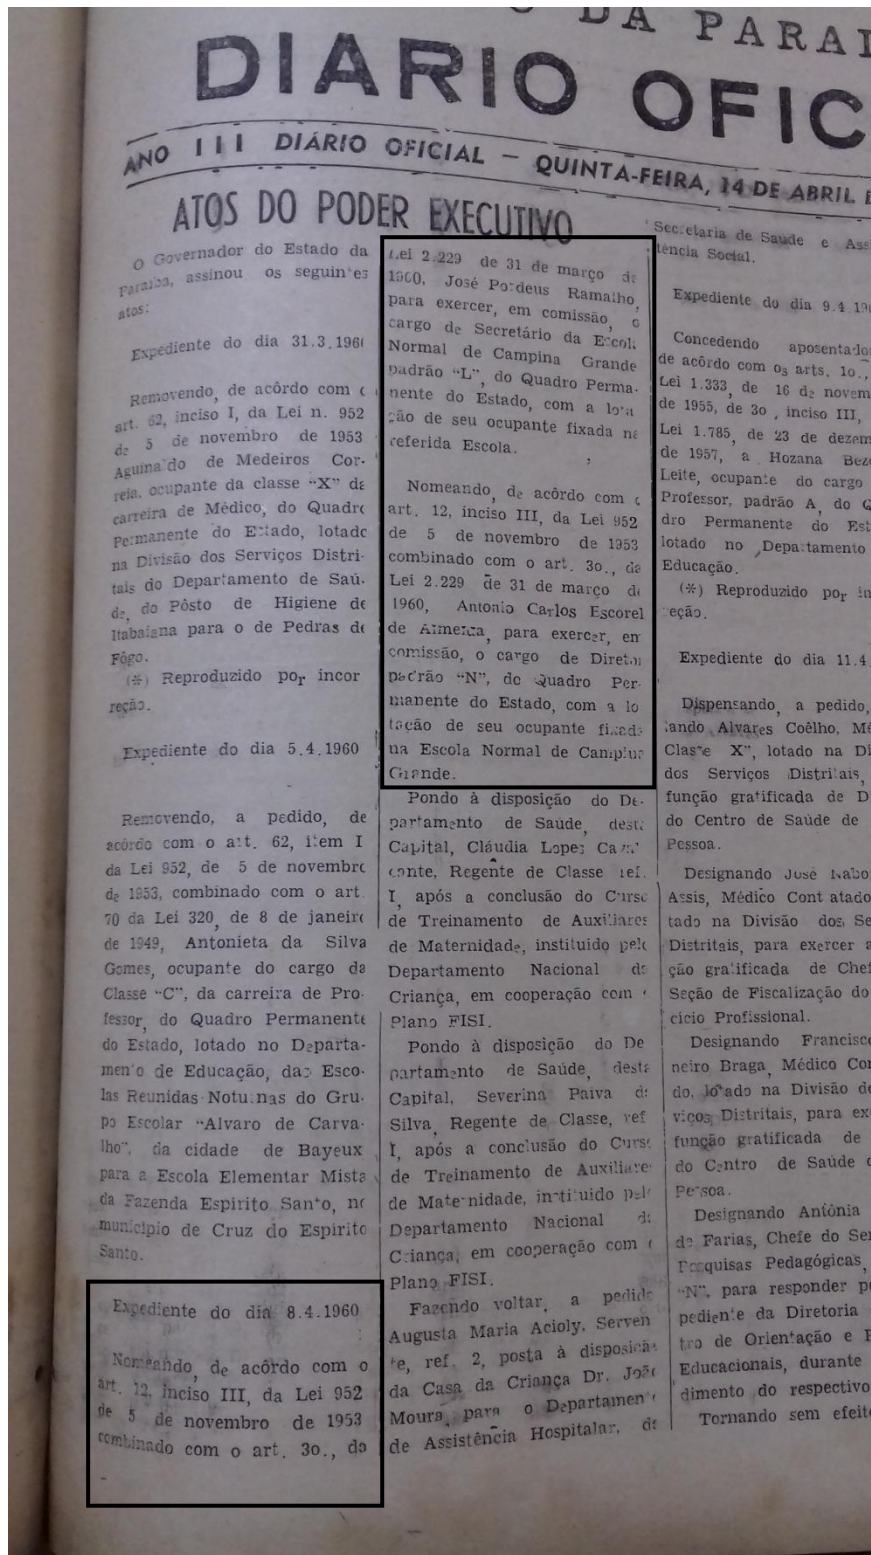 DA PARAI
DIARIO OFIC
ANO III DIÁRIO OFICIAL — QUINTA-FEIRA, 14 DE ABRIL
ATOS DO PODER EXECUTIVO
O Governador do Estado da
Paraiba, assinou os seguintes
atos:
Expediente do dia 31.3.1960
Removendo, de acôrdo com
art. 62, inciso I, da Lei n. 952
de 5 de novembro de 1953
Aguinaldo de Medeiros Cor-
reia, ocupante da classe "X" da
carreira de Médico, do Quadro
Permanente do Estado, lotado
na Divisão dos Serviços Distri-
tais do Departamento de Saú-
de, do Pôsto de Higiene de
Itabaiana para o de Pedras de
Fôgo.
(*) Reproduzido por incor
reção.
Expediente do dia 5.4.1960
Removendo, a pedido, de
acôrdo com o art. 62, item I
da Lei 952, de 5 de novembro
de 1953, combinado com o art.
70 da Lei 320, de 8 de janeiro
de 1949, Antonieta da Silva
Gomes, ocupante do cargo da
Classe "C", da carreira de Pro-
fessor, do Quadro Permanente
do Estado, lotado no Departa-
mento de Educação, das Esco-
las Reunidas Noturnas do Gru-
po Escolar "Alvaro de Carva-
lho", da cidade de Bayeux
para a Escola Elementar Mista
da Fazenda Espirito Santo, no
município de Cruz do Espirito
Santo.
Expediente do dia 8.4.1960
Nomeando, de acôrdo com o
art. 12, inciso III, da Lei 952
de 5 de novembro de 1953
combinado com o art. 3o., da
Lei 2.229 de 31 de março de
1960, José Pordeus Ramalho,
para exercer, em comissão, o
cargo de Secretário da Escola
Normal de Campina Grande
padrão "L", do Quadro Perma-
nente do Estado, com a lota
ção de seu ocupante fixada na
referida Escola.
Nomeando, de acôrdo com o
art. 12, inciso III, da Lei 952
de 5 de novembro de 1953
combinado com o art. 3o., da
Lei 2.229 de 31 de março de
1960, Antonio Carlos Escorel
de Almeida, para exercer, em
comissão, o cargo de Diretor
padrão "N", do Quadro Per-
manente do Estado, com a lo
tação de seu ocupante fixada
na Escola Normal de Campina
Grande.
Pondo à disposição do De-
partamento de Saúde, desta
Capital, Cláudia Lopes
Regente de Classe ref.
I, após a conclusão do Curso
de Treinamento de Auxiliares
de Maternidade, instituido pelo
Departamento Nacional da
Criança, em cooperação com
Plano FISI.
Pondo à disposição do De
partamento de Saúde, desta
Capital, Severina Paiva da
Silva, Regente de Classe, ref
I, após a conclusão do Curso
de Treinamento de Auxiliares
de Maternidade, instituido pelo
Departamento Nacional da
Criança, em cooperação com
Plano FISI.
Fazendo voltar, a pedido
Augusta Maria Acioly, Serven
te, ref. 2, posta à disposição
da Casa da Criança Dr. João
Moura, para o Departamento
de Assistência Hospitalar, da
Secretaria de Saude e Ass
tência Social.
Expediente do dia 9.4.19
Concedendo aposentado
de acôrdo com os arts. 1o.,
Lei 1.333, de 16 de novem
de 1955, de 3o, inciso III,
Lei 1.785, de 23 de dezem
de 1957, a Hozana Beze
Leite, ocupante do cargo
Professor, padrão A, do Q
dro Permanente do Est
lotado no Departamento
Educação.
(*) Reproduzido por in
reção.
Expediente do dia 11.4
Dispensando, a pedido,
nando Alvares Coêlho, Mé
Classe X", lotado na Di
dos Serviços Distritais,
função gratificada de D
do Centro de Saúde de
Pessoa.
Designando José Nabo
Assis, Médico Contratado
tado na Divisão dos Se
Distritais, para exercer a
ção gratificada de Chef
Seção de Fiscalização do
cício Profissional.
Designando Francisco
neiro Braga, Médico Con
do, lotado na Divisão de
viços Distritais, para exe
função gratificada de
do Centro de Saúde d
Pessoa.
Designando Antônia
de Farias, Chefe do Ser
Pesquisas Pedagógicas,
"N", para responder pe
pediente da Diretoria
tro de Orientação e P
Educacionais, durante
dimento do respectivo
Tornando sem efeito